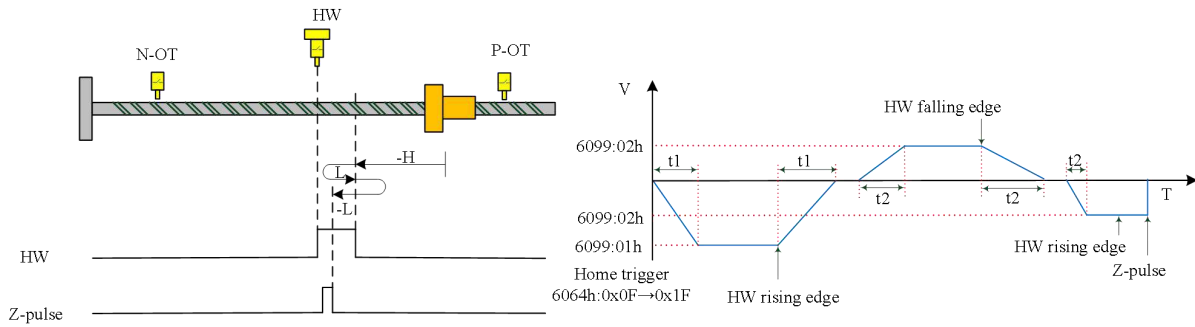 HW
N-OT
P-OT
-H
L
-L
HW
Z-pulse
V
HW falling edge
6099:02h
t1
t1
t2
t2
t2
T
6099:02h
6099:01h
HW rising edge
Z-pulse
Home trigger
6064h:0x0F→0x1F
HW rising edge